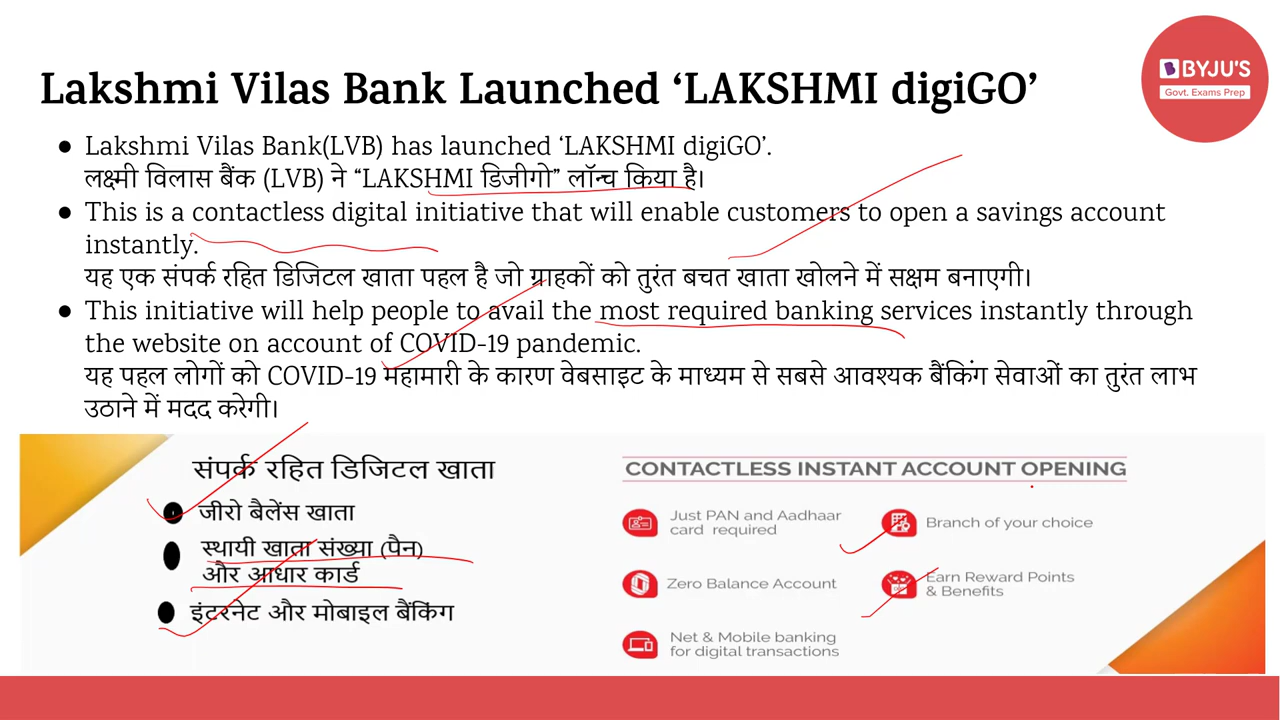 Lakshmi Vilas Bank Launched ‘LAKSHMI digiGO’
BYJU'S
Govt. Exams Prep
● Lakshmi Vilas Bank(LVB) has launched ‘LAKSHMI digiGO’.
लक्ष्मी विलास बैंक (LVB) ने “LAKSHMI डिजीगो” लॉन्च किया है।
● This is a contactless digital initiative that will enable customers to open a savings account
instantly.
यह एक संपर्क रहित डिजिटल खाता पहल है जो ग्राहकों को तुरंत बचत खाता खोलने में सक्षम बनाएगी।
● This initiative will help people to avail the most required banking services instantly through
the website on account of COVID-19 pandemic.
यह पहल लोगों को COVID-19 महामारी के कारण वेबसाइट के माध्यम से सबसे आवश्यक बैंकिंग सेवाओं का तुरंत लाभ
उठाने में मदद करेगी।
संपर्क रहित डिजिटल खाता
● जीरो बैलेंस खाता
● स्थायी खाता संख्या (पैन)
और आधार कार्ड
● इंटरनेट और मोबाइल बैंकिंग
CONTACTLESS INSTANT ACCOUNT OPENING
Just PAN and Aadhaar
card required
Branch of your choice
Zero Balance Account
Earn Reward Points
& Benefits
Net & Mobile banking
for digital transactions